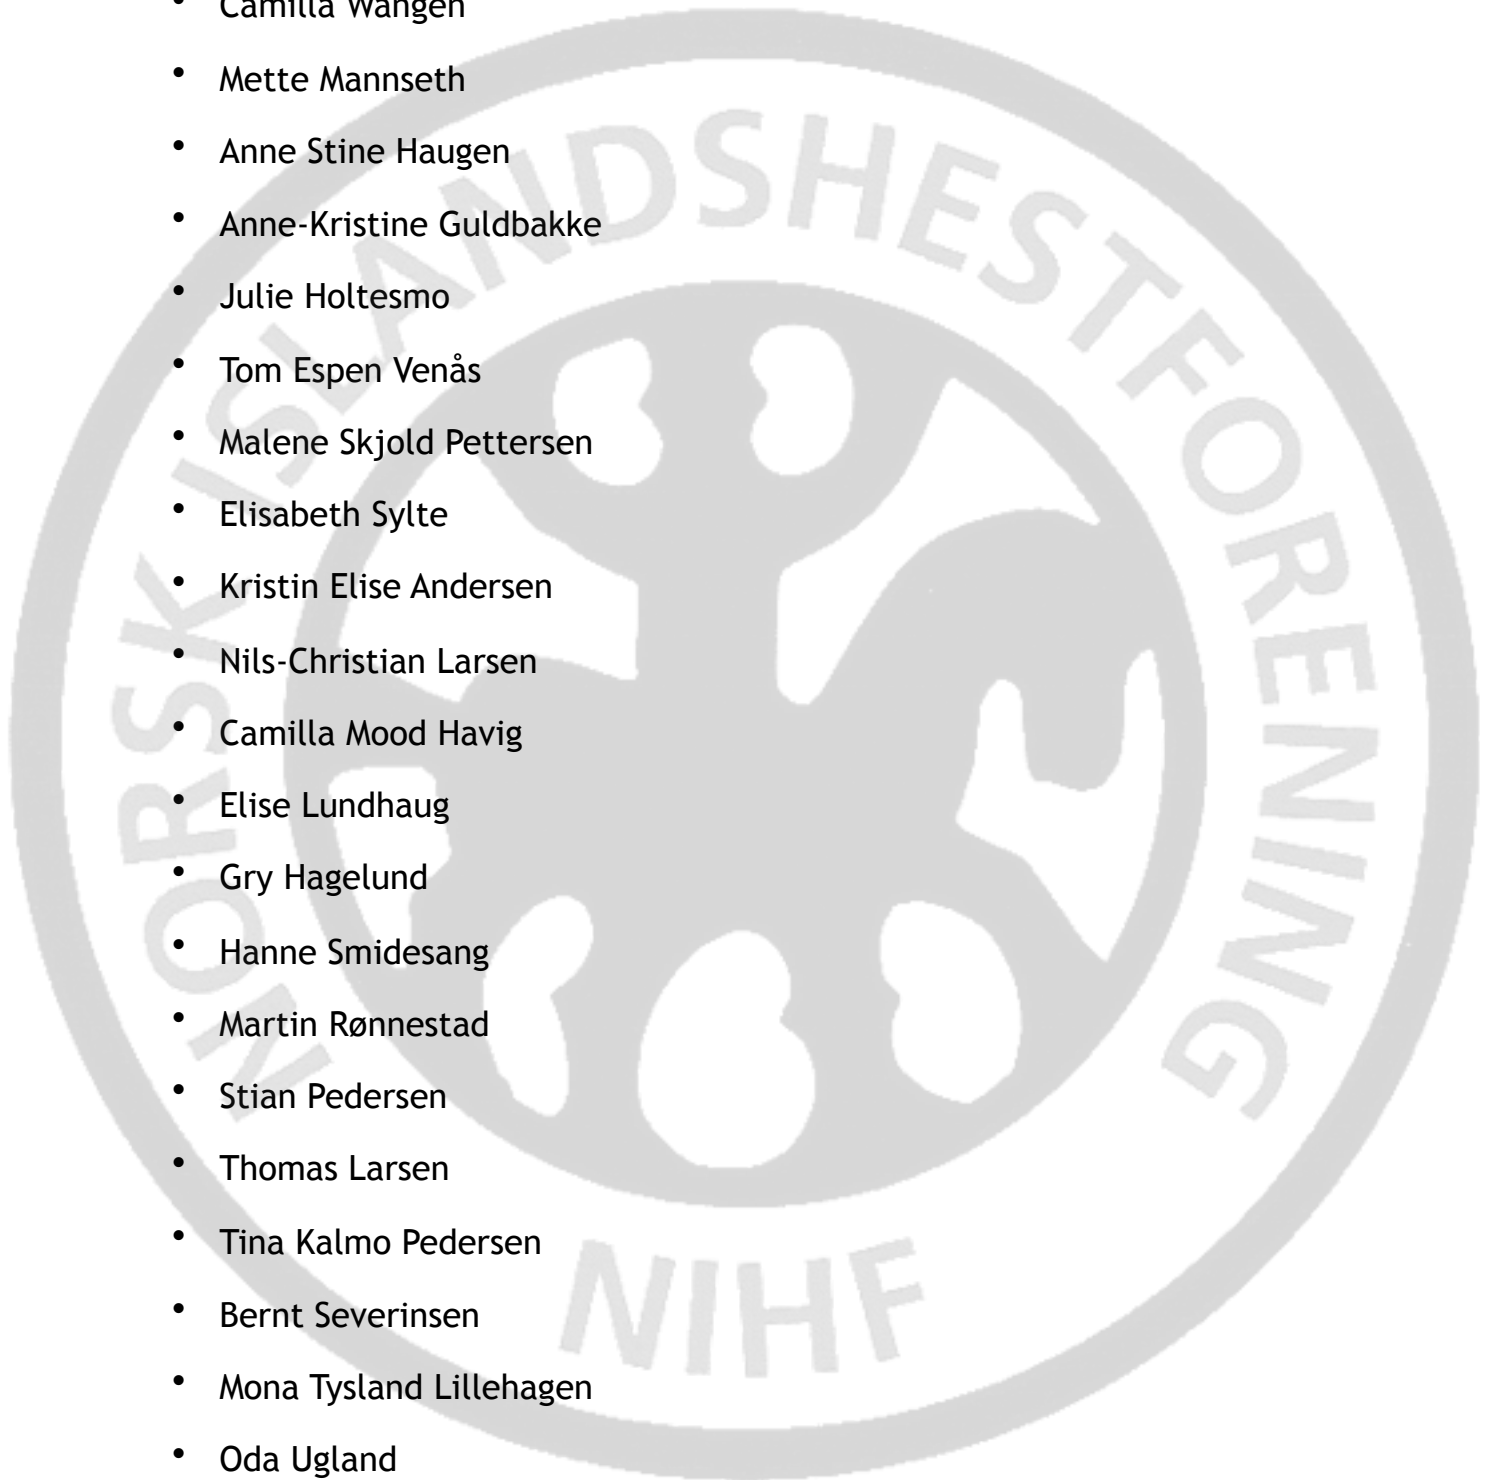 • Camilla Wangen
• Mette Mannseth
• Anne Stine Haugen
• Anne-Kristine Guldbakke
• Julie Holtesmo
• Tom Espen Venås
• Malene Skjold Pettersen
• Elisabeth Sylte
• Kristin Elise Andersen
• Nils-Christian Larsen
• Camilla Mood Havig
• Elise Lundhaug
• Gry Hagelund
• Hanne Smidesang
• Martin Rønnestad
• Stian Pedersen
• Thomas Larsen
• Tina Kalmo Pedersen
• Bernt Severinsen
• Mona Tysland Lillehagen
• Oda Ugland
NORSK ISLANDSHESTFORENING
NIHF